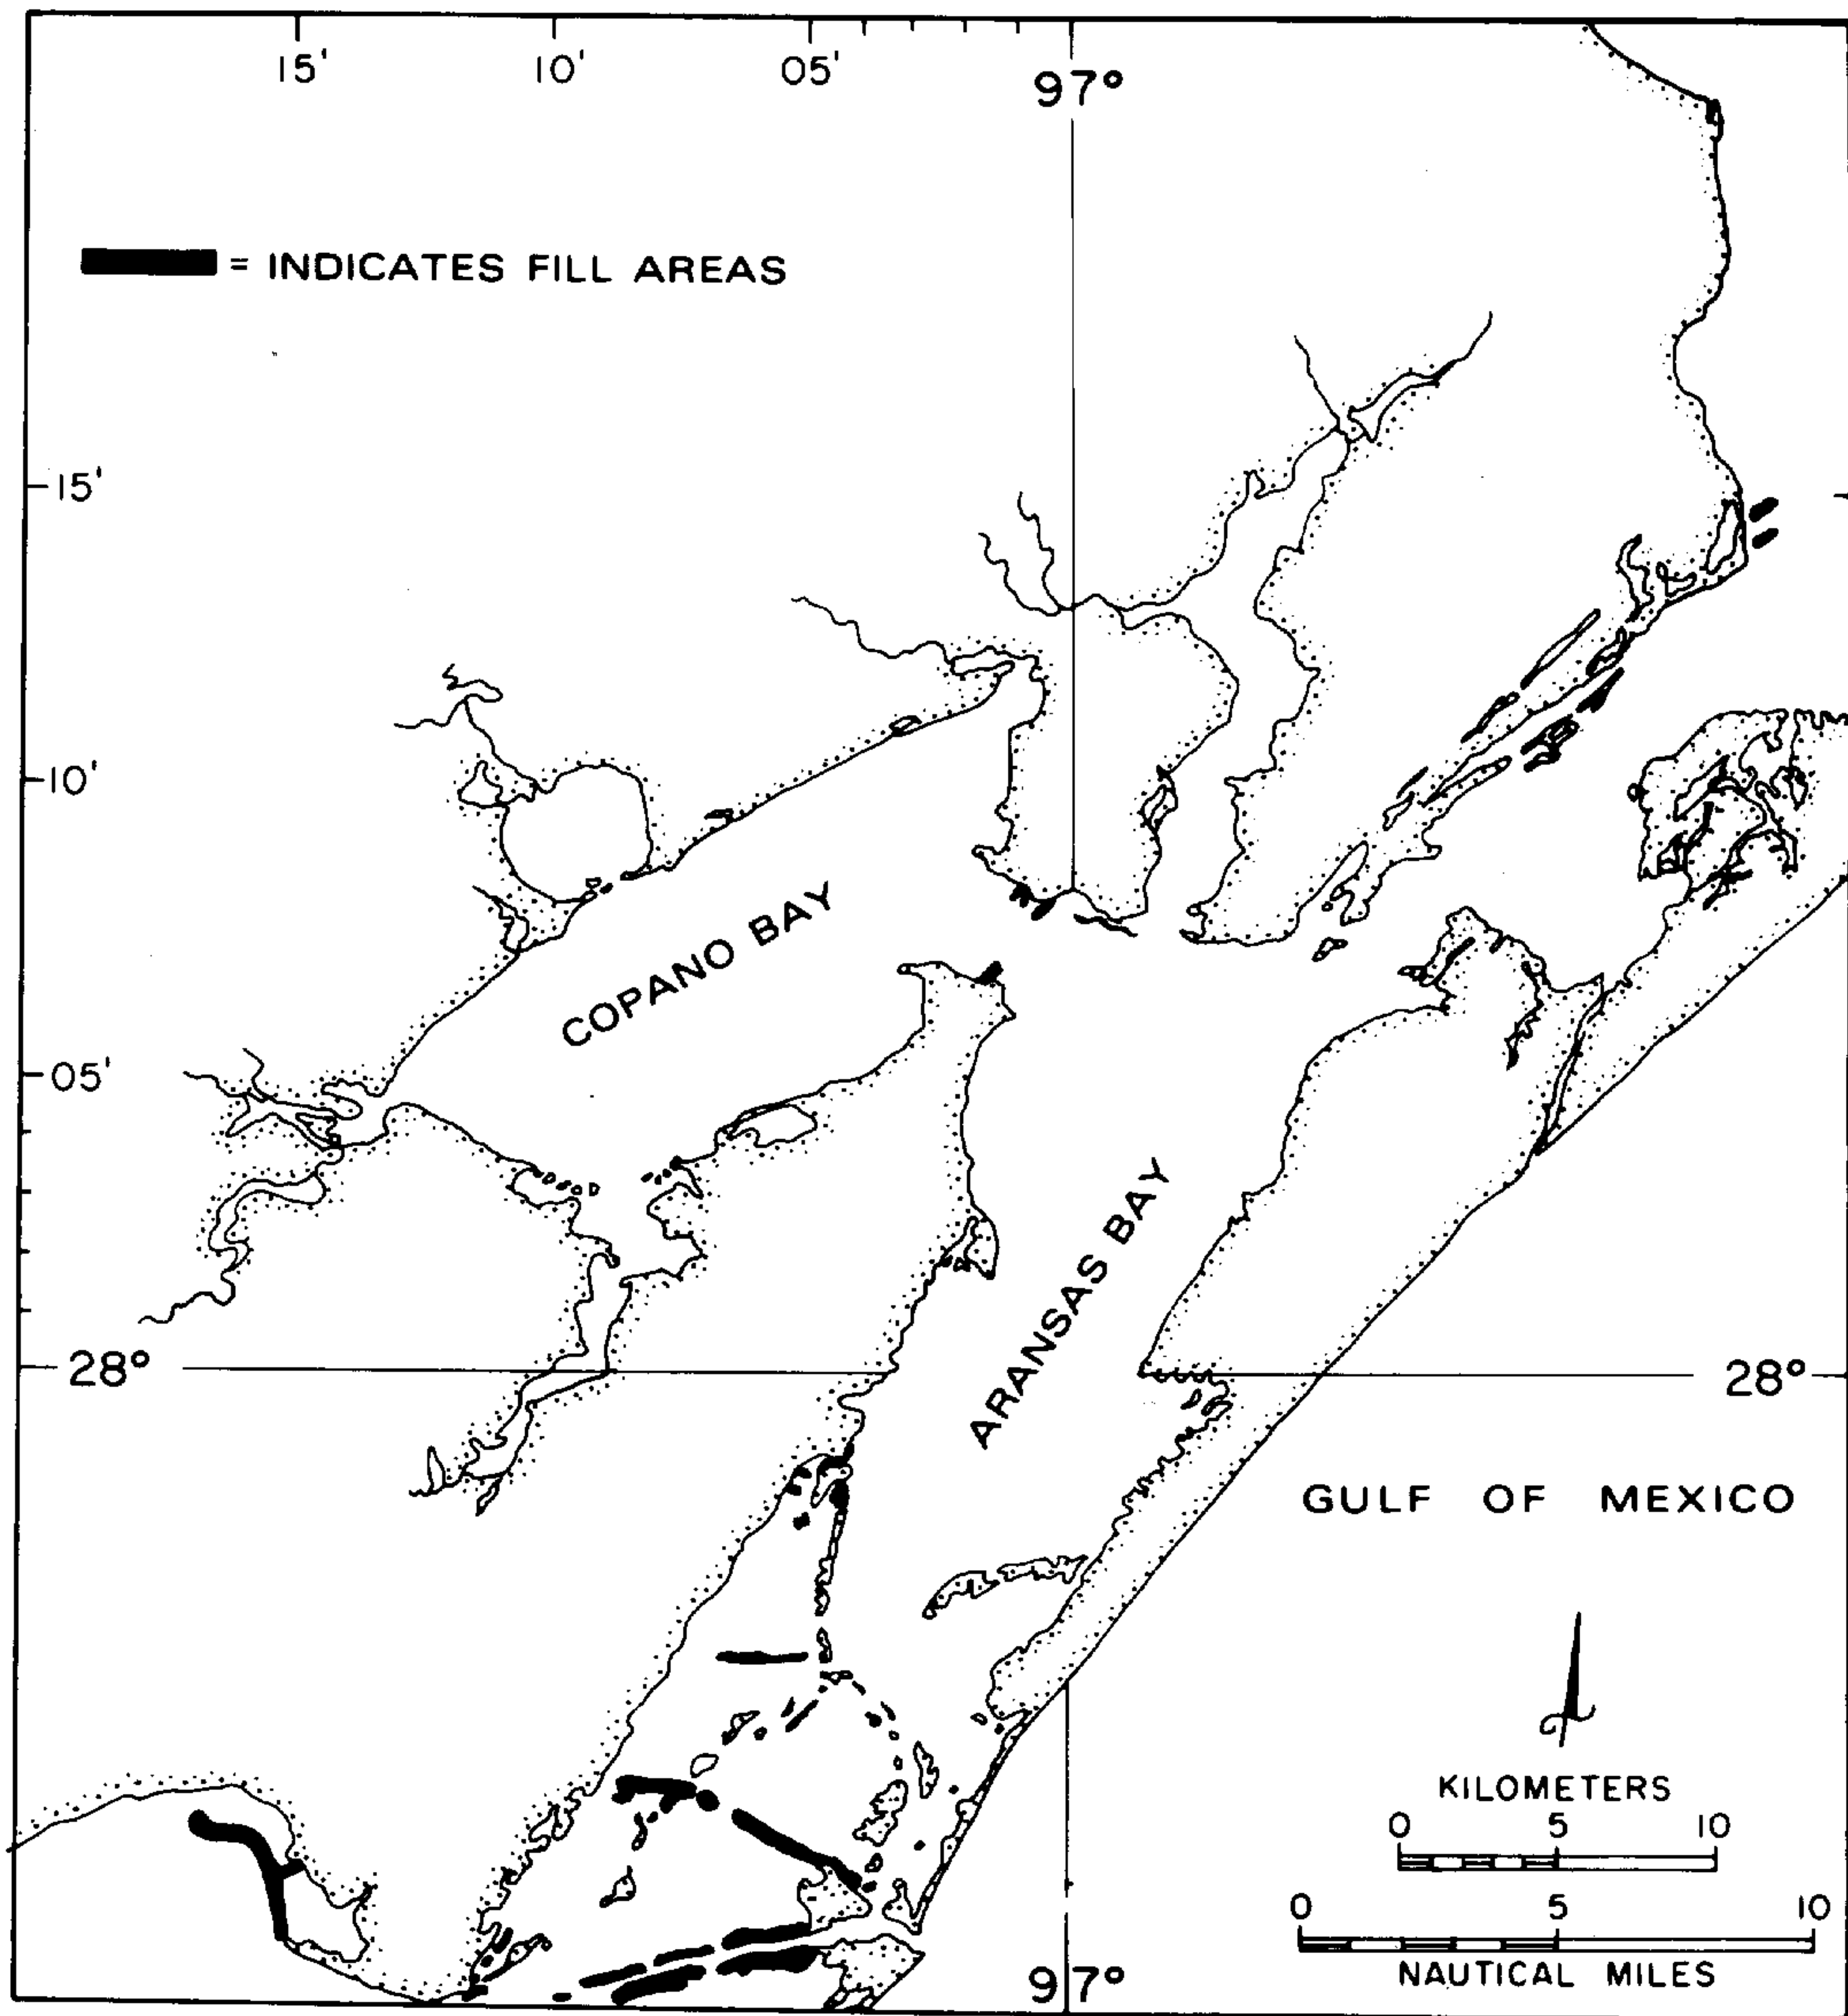 15' 10' 05'
97°
= INDICATES FILL AREAS
15'
10'
COPANO BAY
05'
ARANSAS BAY
28° 28°
GULF OF MEXICO
KILOMETERS
0 5 10
0 5 10
NAUTICAL MILES
97°